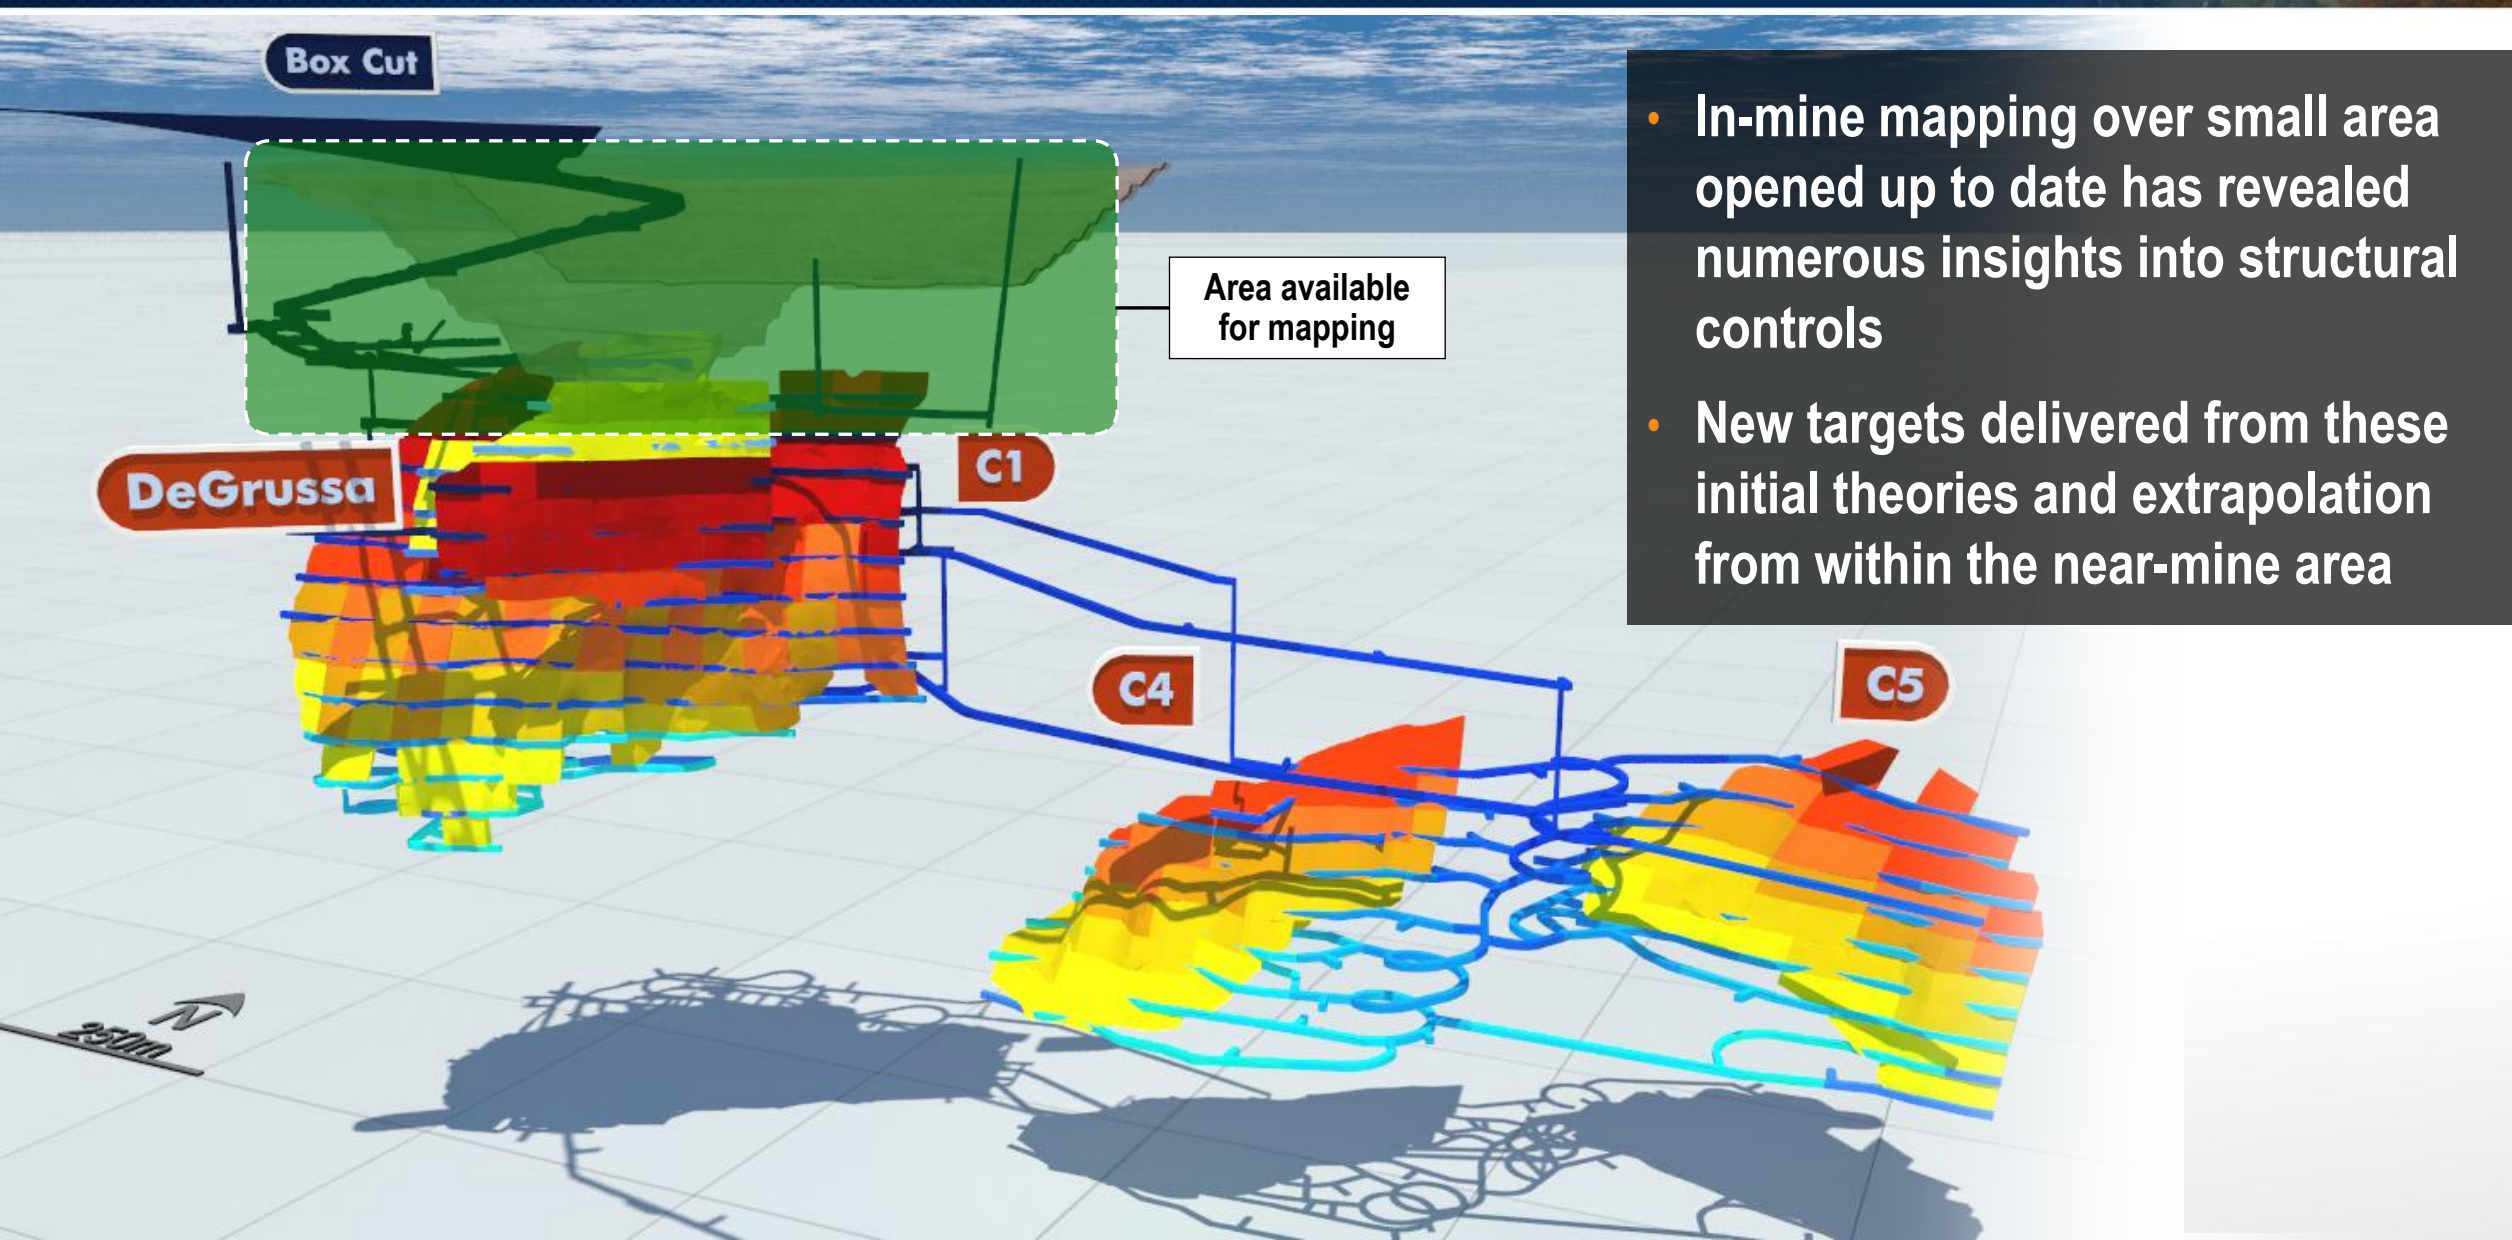 Box Cut
• In-mine mapping over small area
opened up to date has revealed
numerous insights into structural
controls
• New targets delivered from these
initial theories and extrapolation
from within the near-mine area
Area available
for mapping
DeGrussa
C1
C4
C5
N
250m